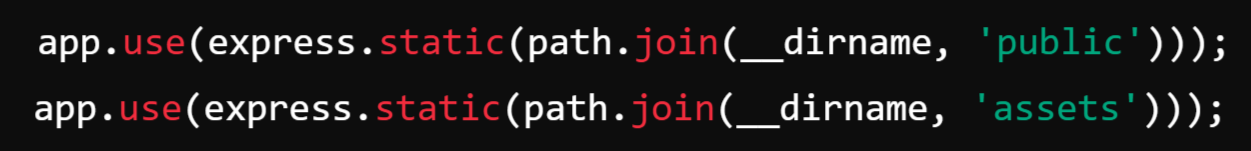 app.use(express.static(path.join(__dirname, 'public')));
app.use(express.static(path.join(__dirname, 'assets')));